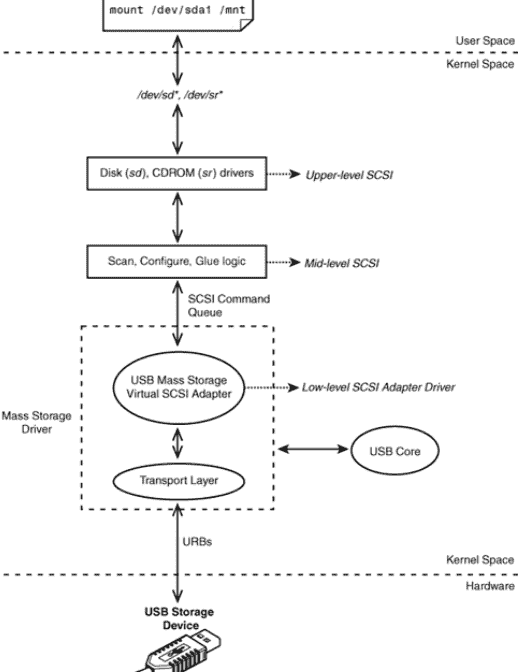 mount /dev/sda1 /mnt
User Space
Kernel Space
/dev/sd*, /dev/sr*
Disk (sd), CDROM (sr) drivers
Upper-level SCSI
Scan, Configure, Glue logic
Mid-level SCSI
SCSI Command
Queue
USB Mass Storage
Virtual SCSI Adapter
Low-level SCSI Adapter Driver
Mass Storage
Driver
USB Core
Transport Layer
URBs
Kernel Space
Hardware
USB Storage
Device